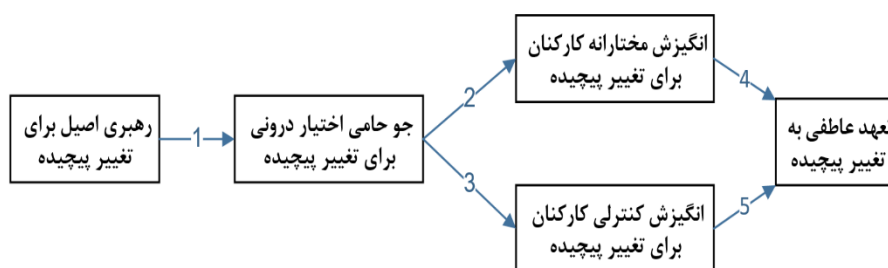 رهبری اصیل برای
تغییر پیچیده
1
جو حامی اختیار درونی
برای تغییر پیچیده
2
3
انگیزش مختارانه کارکنان
برای تغییر پیچیده
انگیزش کنترلی کارکنان
برای تغییر پیچیده
4
5
تعهد عاطفی به
تغییر پیچیده